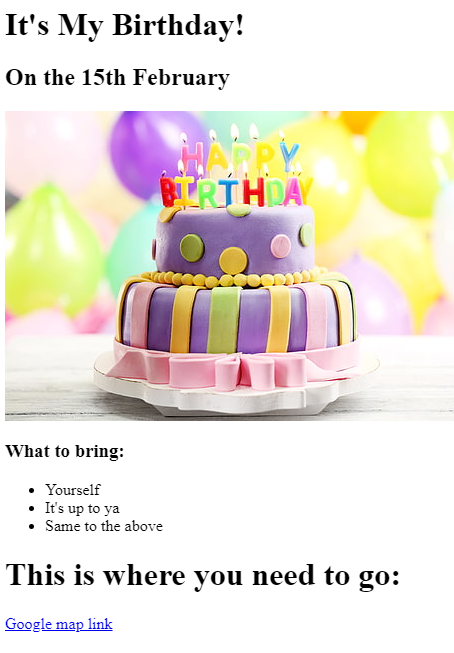 It's My Birthday!
On the 15th February
HAPPY
BIRTHDAY
What to bring:
Yourself
It's up to ya
Same to the above
This is where you need to go:
Google map link